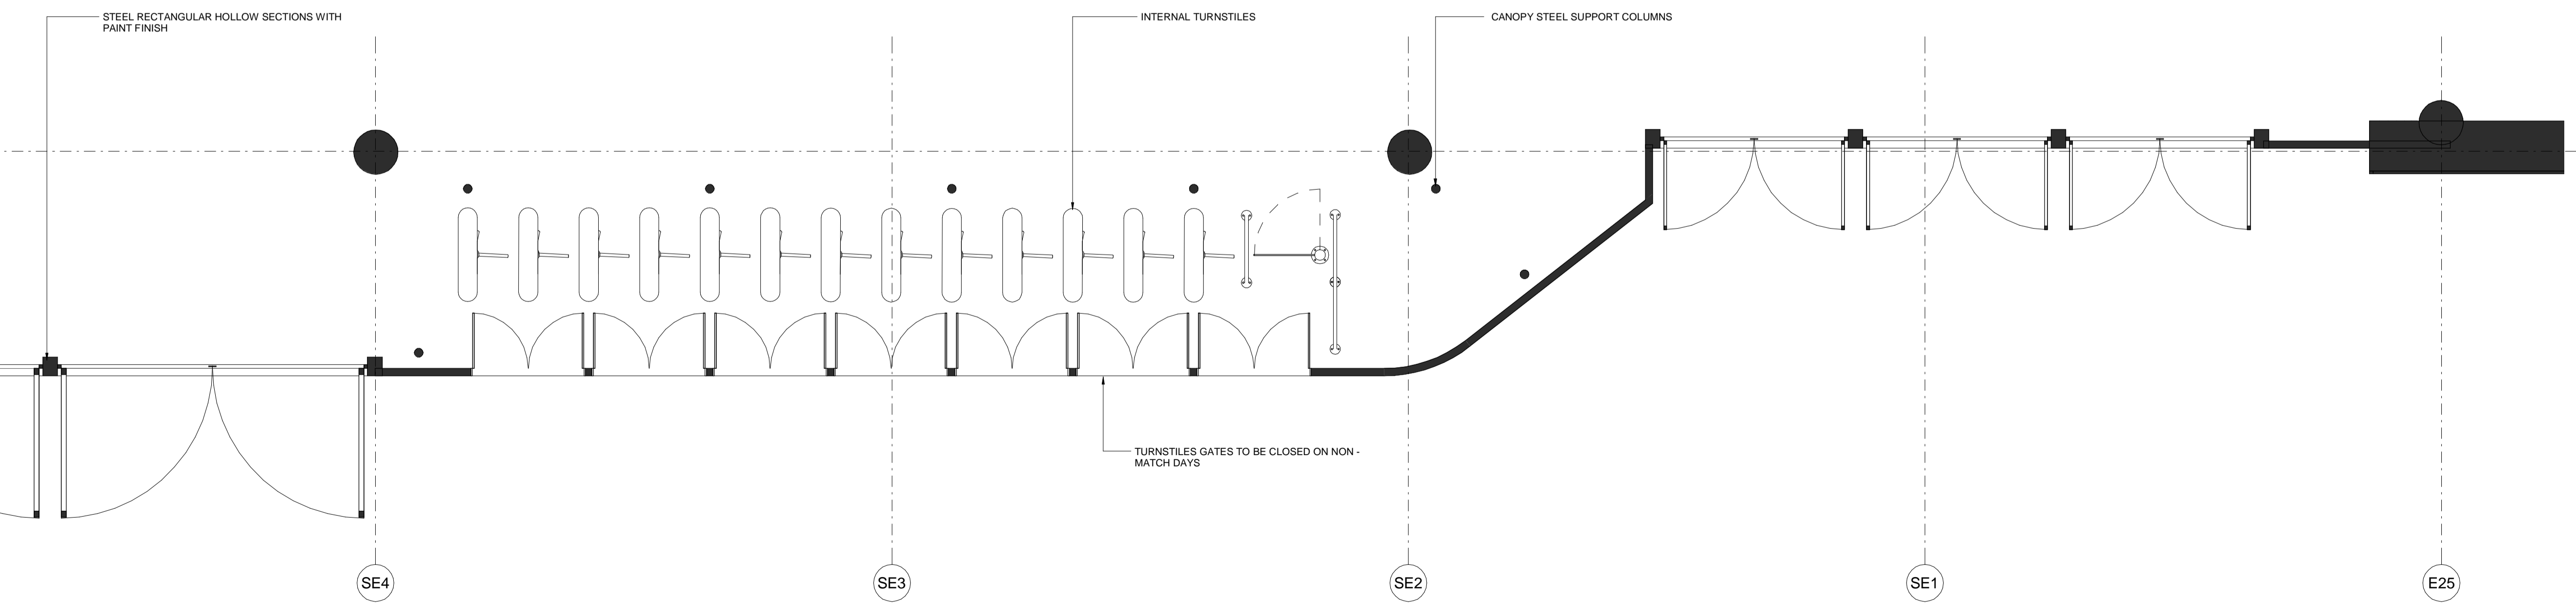 STEEL RECTANGULAR HOLLOW SECTIONS WITH
PAINT FINISH
INTERNAL TURNSTILES
CANOPY STEEL SUPPORT COLUMNS
TURNSTILES GATES TO BE CLOSED ON NON -
MATCH DAYS
SE4
SE3
SE2
SE1
E25